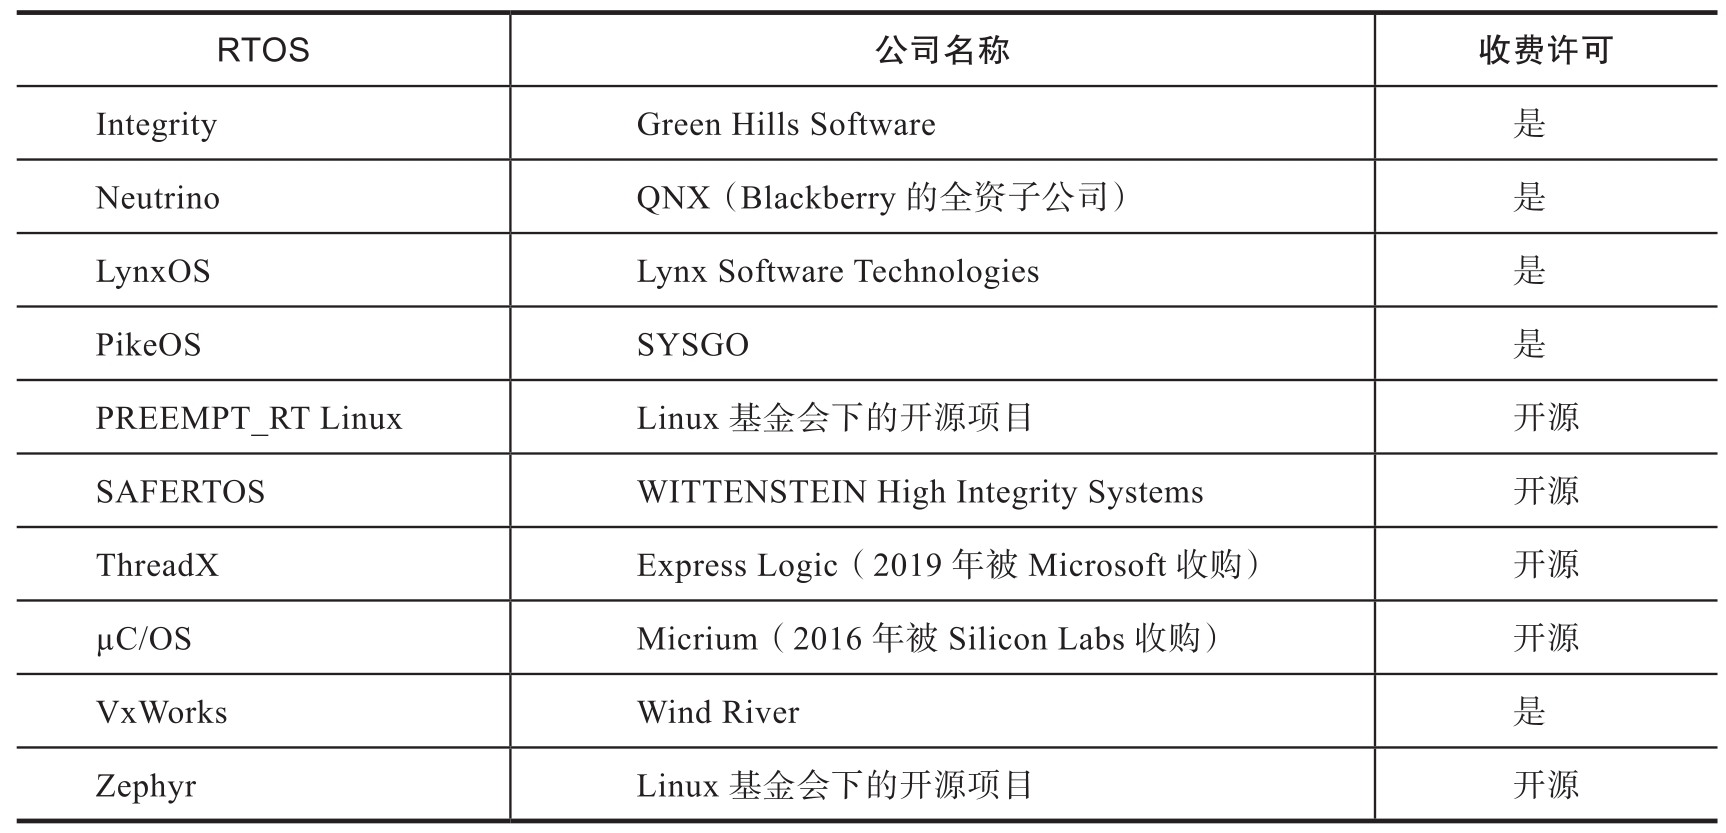 RTOS 公司名称 收费许可
Integrity Green Hills Software 是
Neutrino QNX（Blackberry 的全资子公司） 是
LynxOS Lynx Software Technologies 是
PikeOS SYSGO 是
PREEMPT_RT Linux Linux 基金会下的开源项目 开源
SAFERTOS WITTENSTEIN High Integrity Systems 开源
ThreadX Express Logic（2019 年被 Microsoft 收购） 开源
μC/OS Micrium（2016 年被 Silicon Labs 收购） 开源
VxWorks Wind River 是
Zephyr Linux 基金会下的开源项目 开源